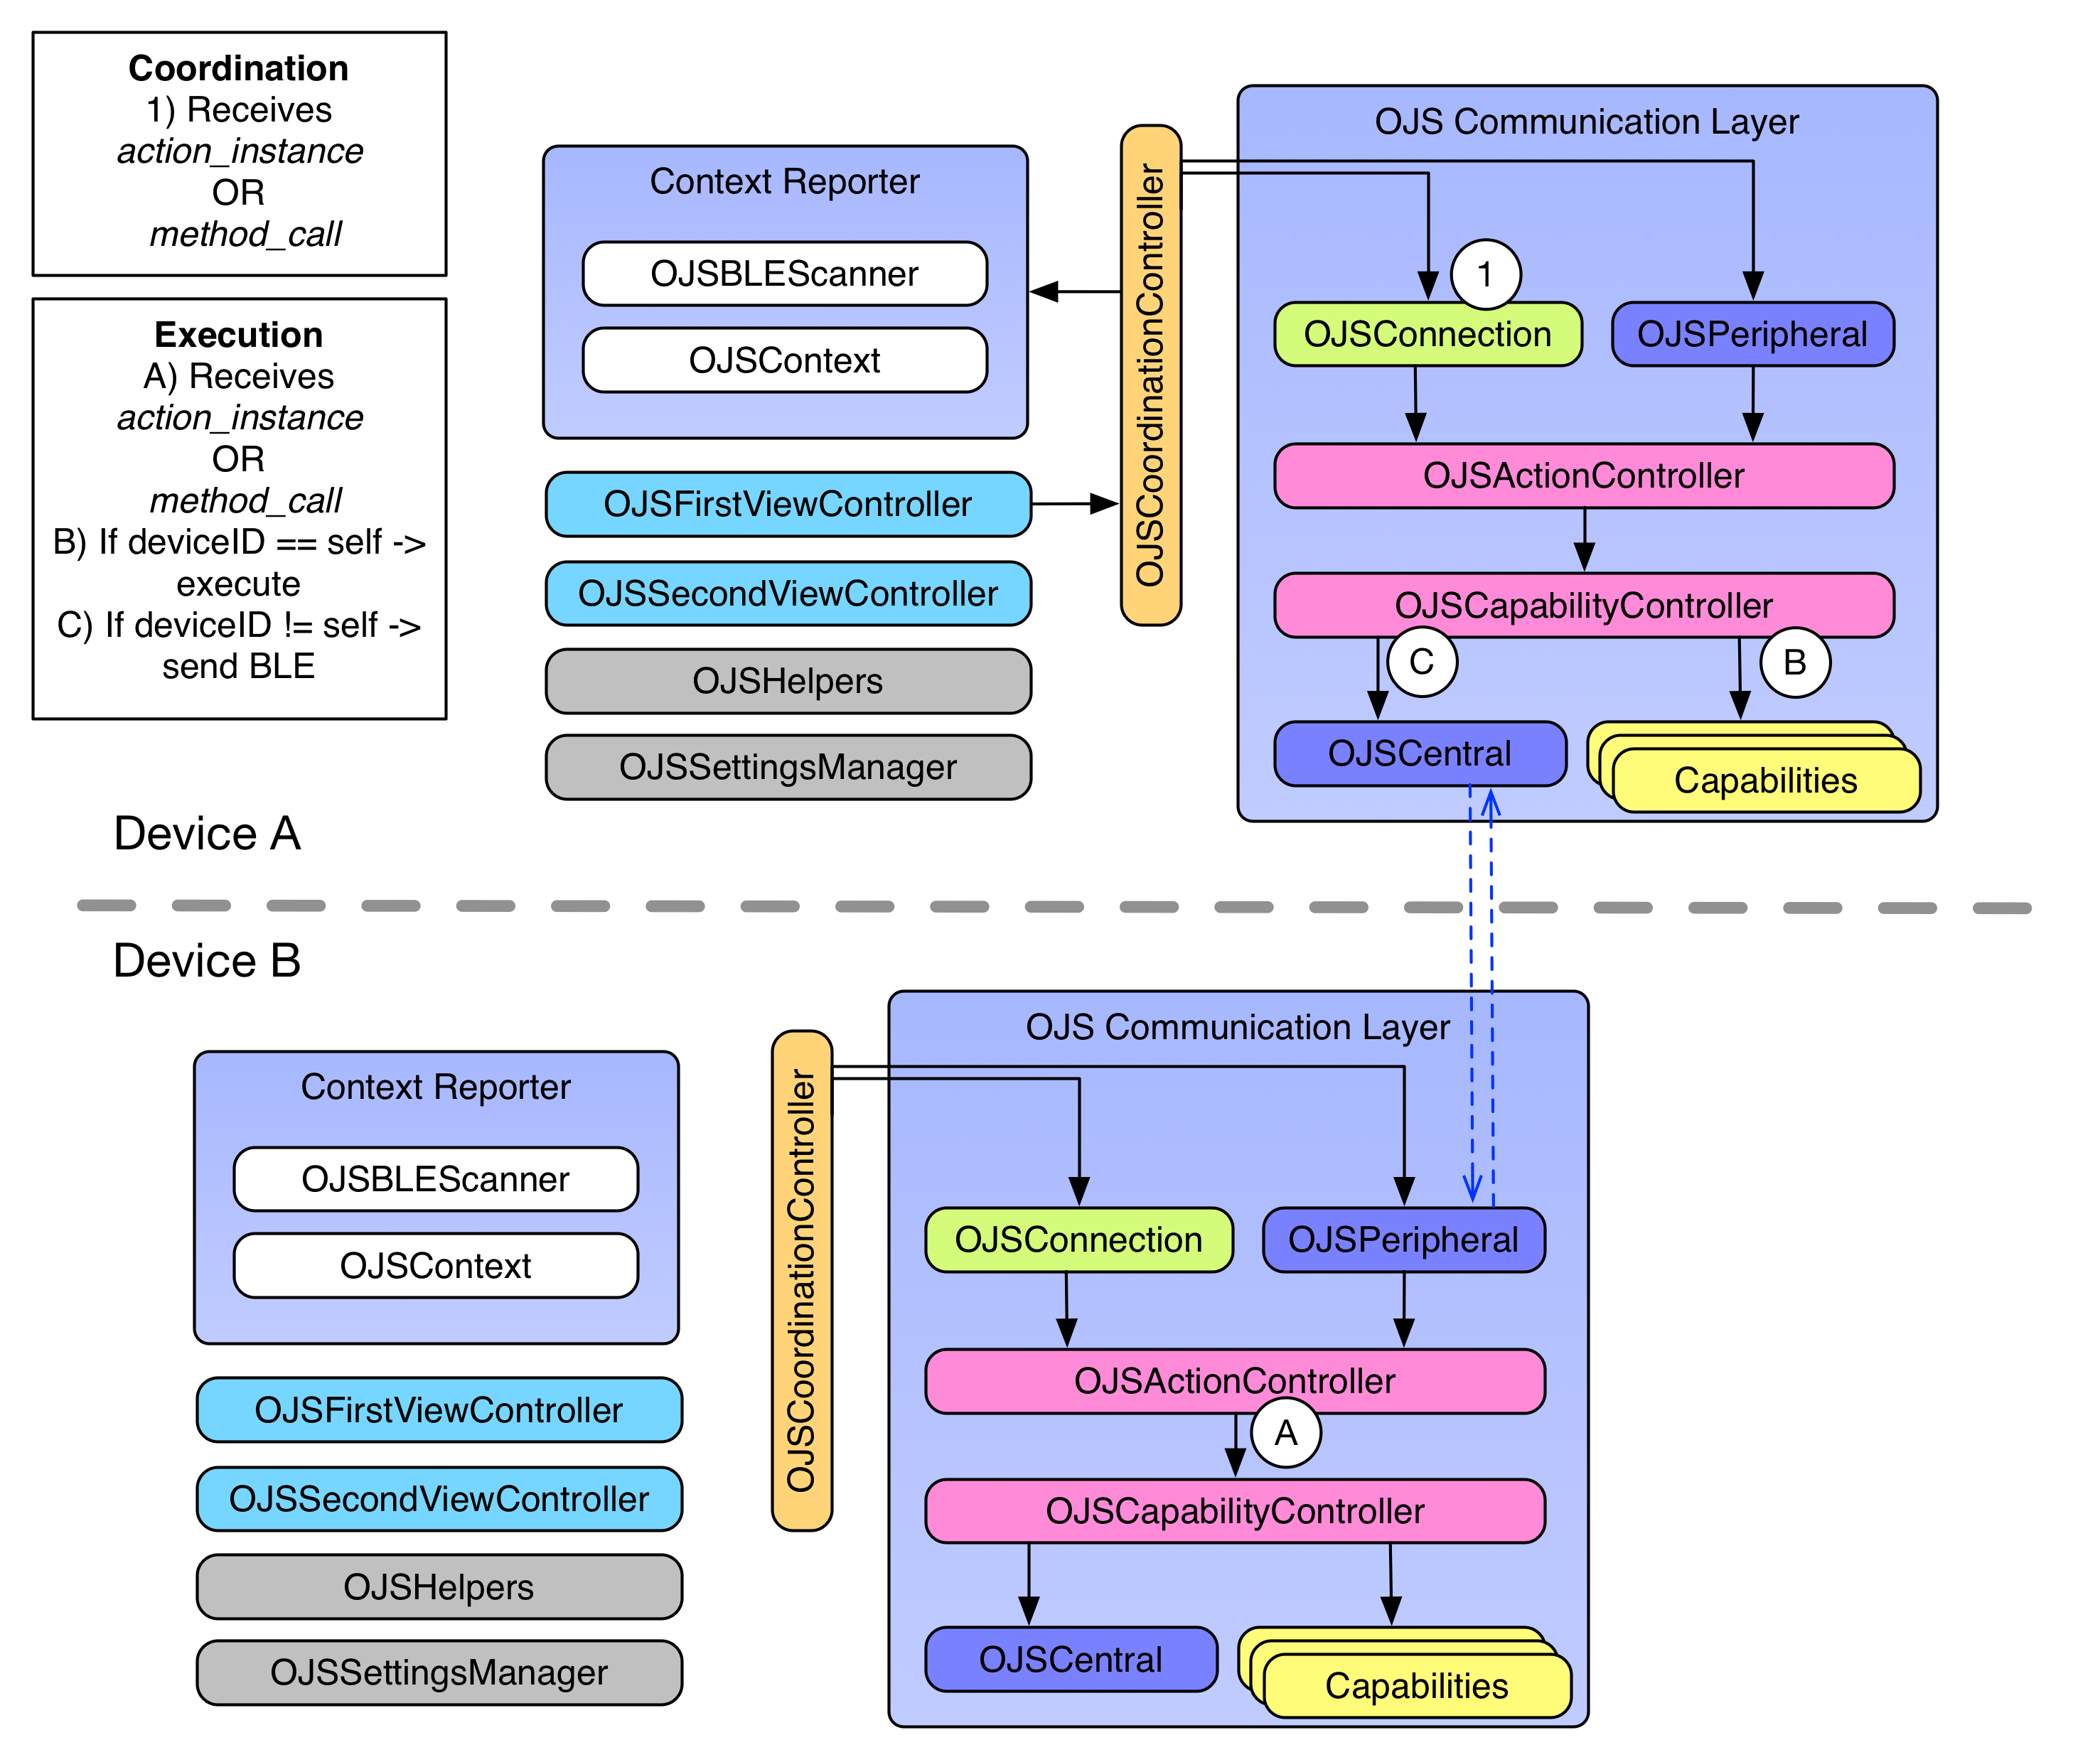 Coordination
1) Receives
action_instance
OR
method_call
Execution
A) Receives
action_instance
OR
method_call
B) If deviceID == self ->
execute
C) If deviceID != self ->
send BLE
Context Reporter
OJSBLEScanner
OJSContext
OJSFirstViewController
OJSSecondViewController
OJSHelpers
OJSSettingsManager
OJSCoordinationController
OJS Communication Layer
1
OJSConnection
OJSPeripheral
OJSActionController
OJSCapabilityController
C
B
OJSCentral
Capabilities
Device A
Device B
Context Reporter
OJSBLEScanner
OJSContext
OJSFirstViewController
OJSSecondViewController
OJSHelpers
OJSSettingsManager
OJSCoordinationController
OJS Communication Layer
OJSConnection
OJSPeripheral
OJSActionController
A
OJSCapabilityController
OJSCentral
Capabilities